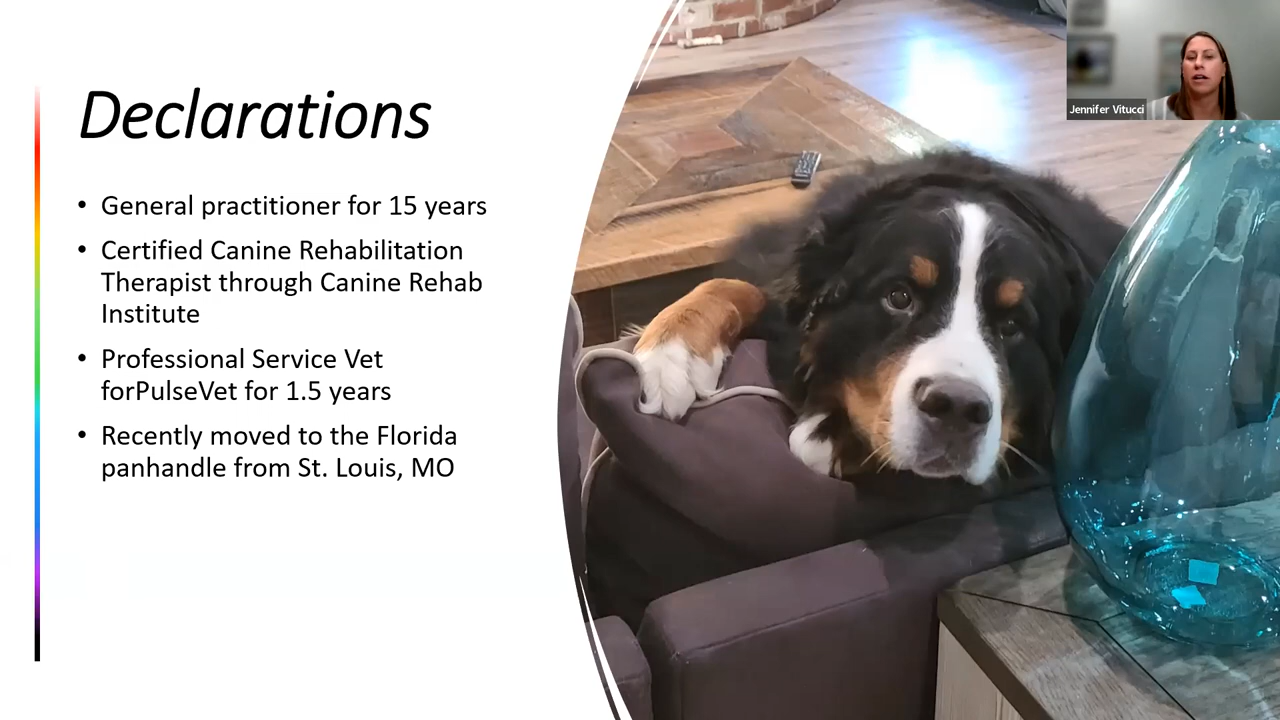 Declarations
• General practitioner for 15 years
• Certified Canine Rehabilitation
Therapist through Canine Rehab
Institute
• Professional Service Vet
forPulseVet for 1.5 years
• Recently moved to the Florida
panhandle from St. Louis, MO
Jennifer Vitucci